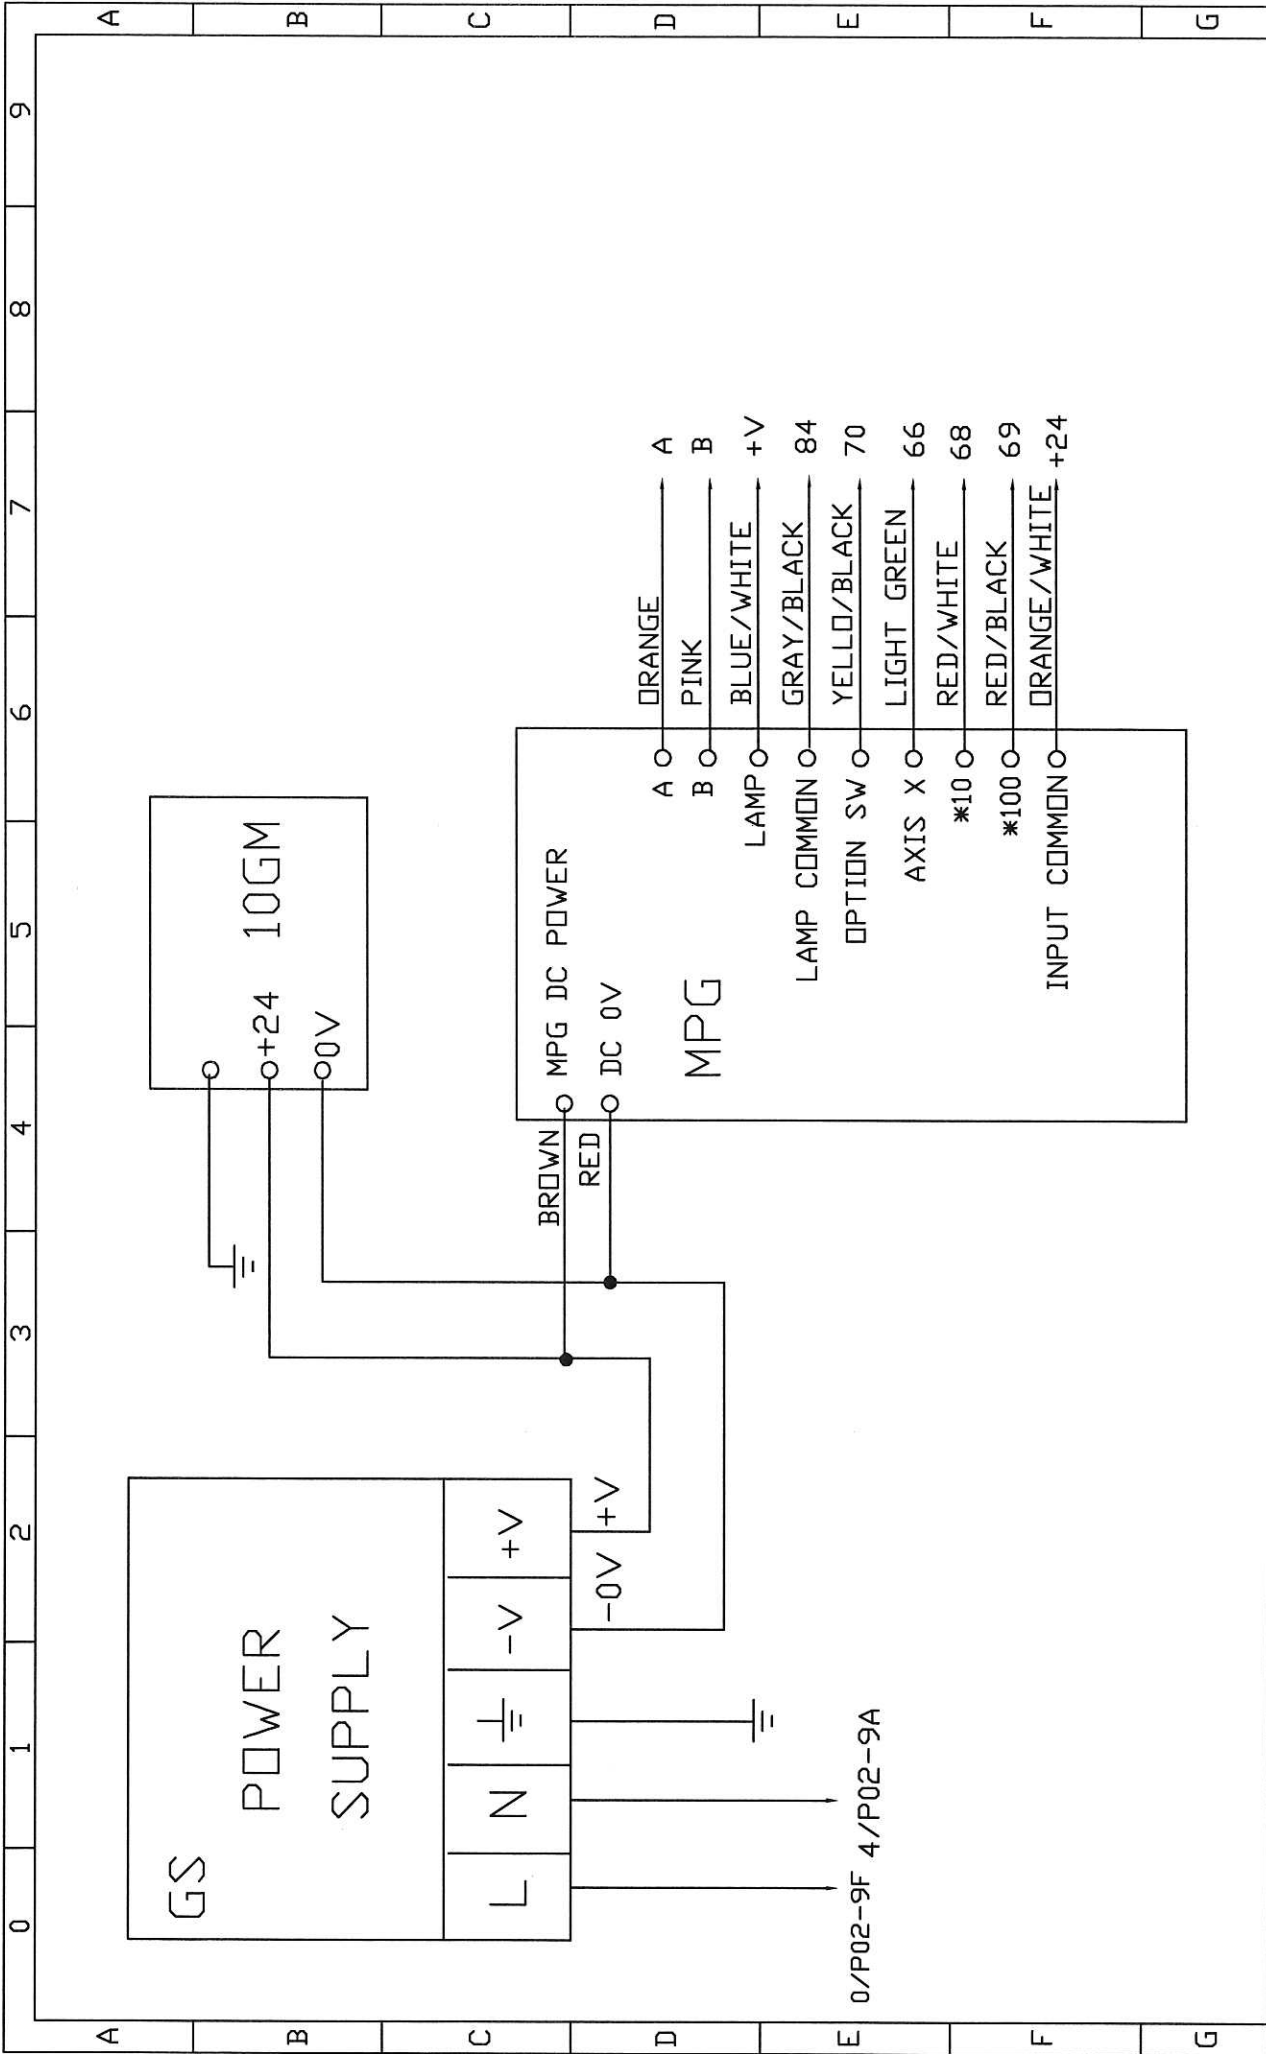 0 1 2 3 4 5 6 7 8 9
A A
B B
C C
D D
E E
F F
G G
GS
POWER
SUPPLY
L N -V +V
-0V +V
0/P02-9F 4/P02-9A
10GM
+24
0V
BROWN MPG DC POWER
RED DC 0V
MPG
A ORANGE A
B PINK B
LAMP BLUE/WHITE +V
LAMP COMMON GRAY/BLACK 84
OPTION SW YELLO/BLACK 70
AXIS X LIGHT GREEN 66
*10 RED/WHITE 68
*100 RED/BLACK 69
INPUT COMMON ORANGE/WHITE +24